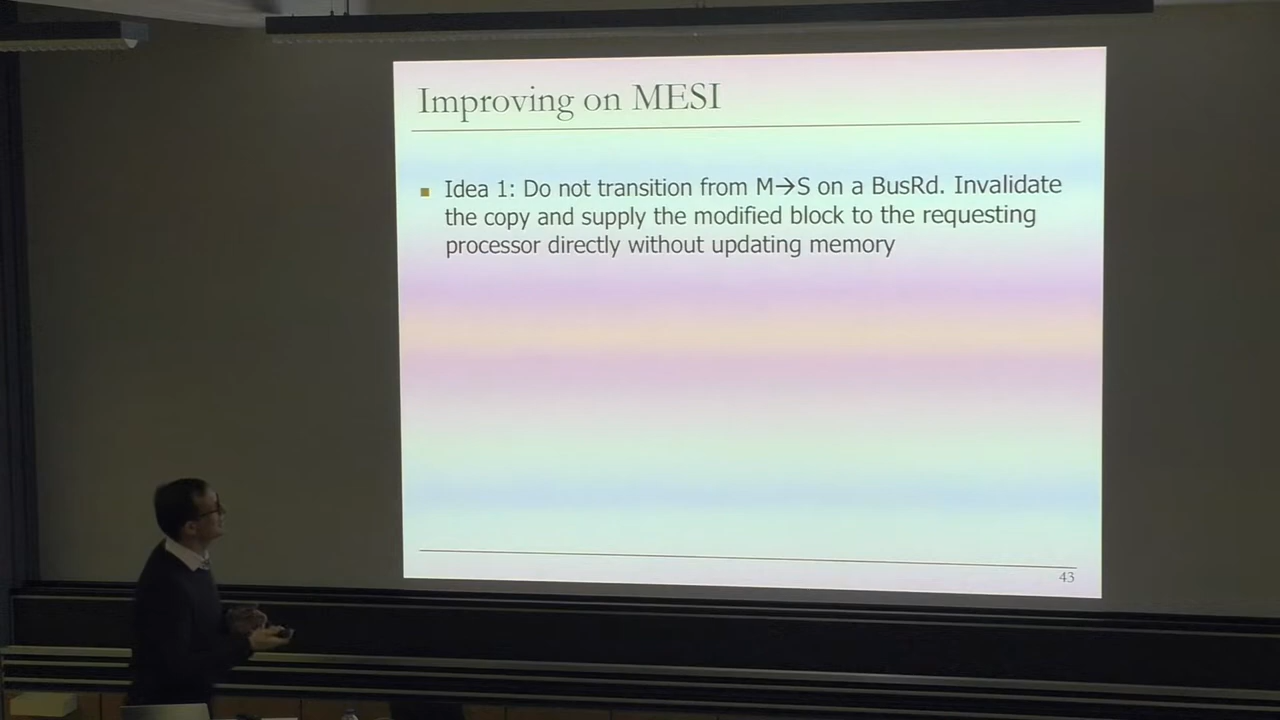 Improving on MESI
Idea 1: Do not transition from M→S on a BusRd. Invalidate
the copy and supply the modified block to the requesting
processor directly without updating memory
43